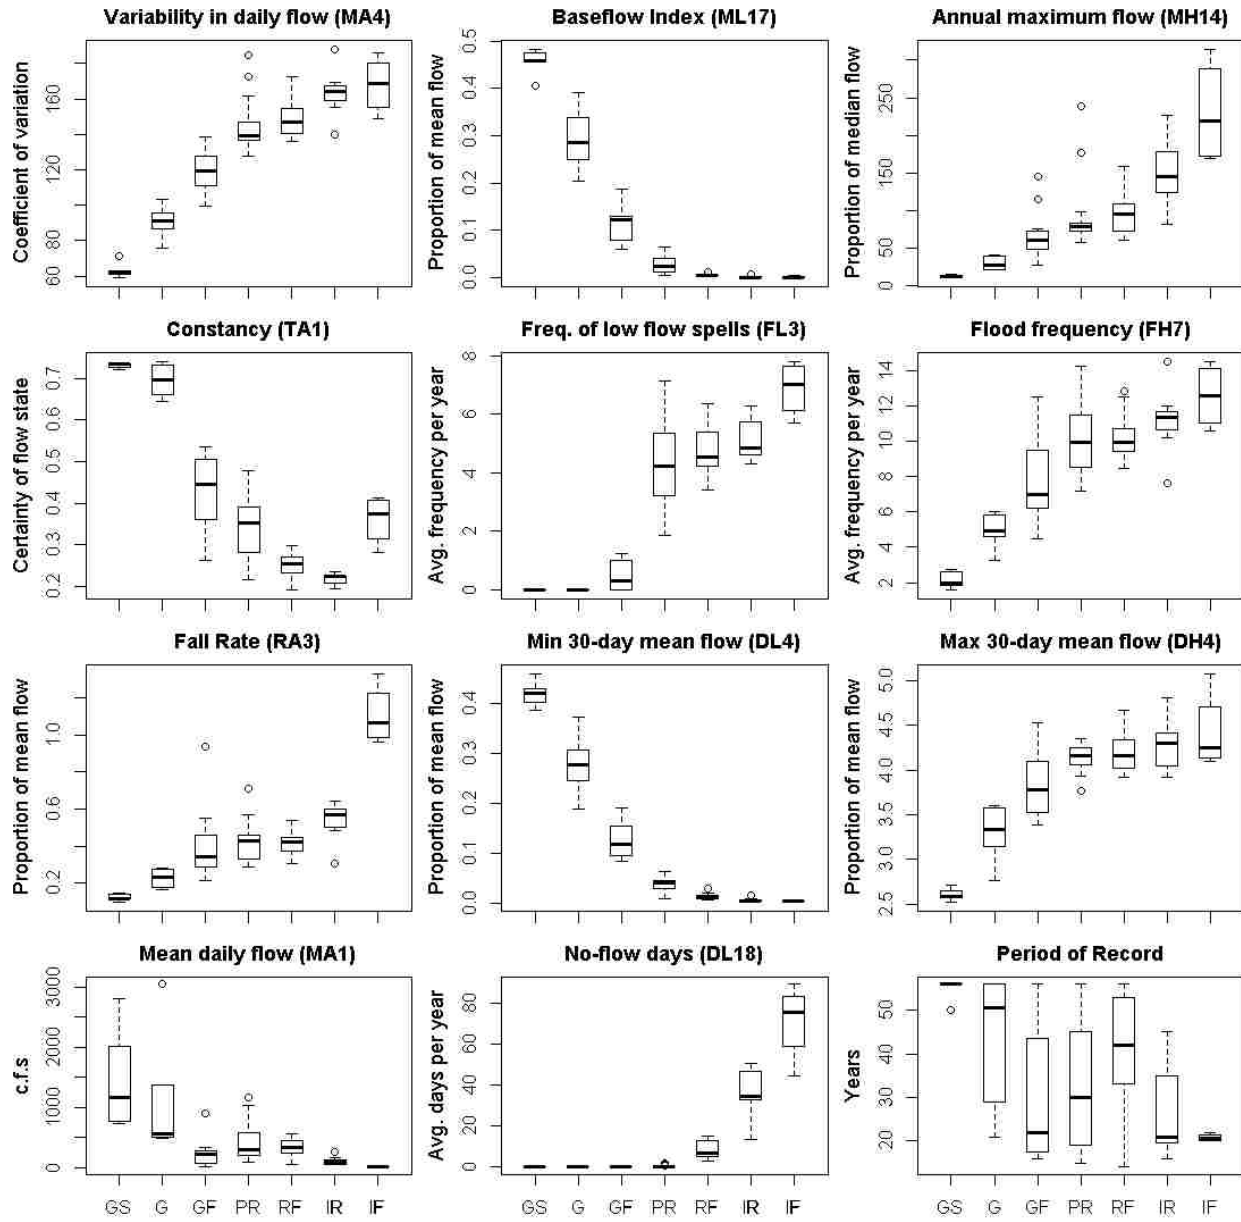 Variability in daily flow (MA4)
Coefficient of variation
60 80 120 160
Baseflow Index (ML17)
Proportion of mean flow
0.0 0.1 0.2 0.3 0.4 0.5
Annual maximum flow (MH14)
Proportion of median flow
0 50 150 250
Constancy (TA1)
Certainty of flow state
0.2 0.3 0.4 0.5 0.6 0.7
Freq. of low flow spells (FL3)
Avg. frequency per year
0 2 4 6 8
Flood frequency (FH7)
Avg. frequency per year
2 4 6 8 10 12 14
Fall Rate (RA3)
Proportion of mean flow
0.2 0.6 1.0
Min 30-day mean flow (DL4)
Proportion of mean flow
0.0 0.1 0.2 0.3 0.4
Max 30-day mean flow (DH4)
Proportion of mean flow
2.5 3.0 3.5 4.0 4.5 5.0
Mean daily flow (MA1)
c.f.s
0 1000 2000 3000
GS G GF PR RF IR IF
No-flow days (DL18)
Avg. days per year
0 20 40 60 80
GS G GF PR RF IR IF
Period of Record
Years
20 30 40 50
GS G GF PR RF IR IF